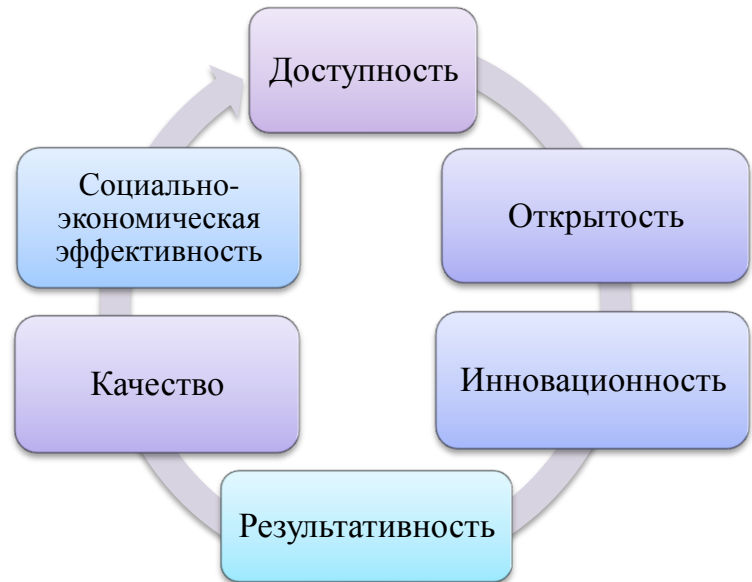 Доступность
Открытость
Инновационность
Результативность
Качество
Социально-
экономическая
эффективность